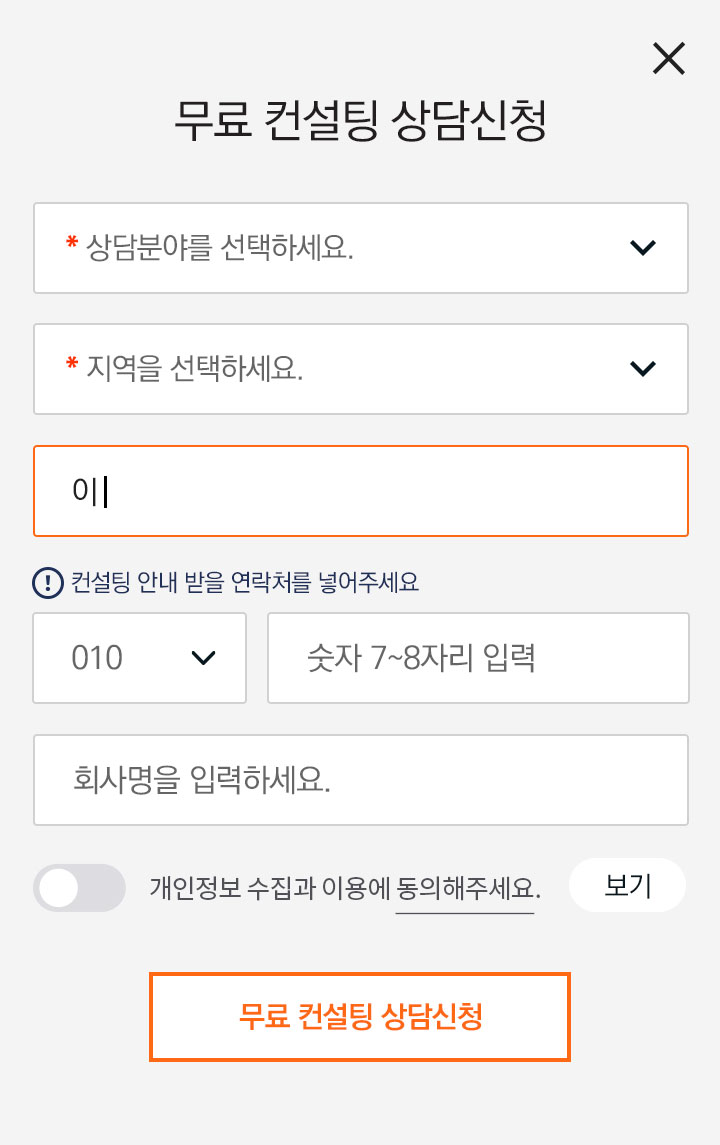 무료 컨설팅 상담신청
* 상담분야를 선택하세요.
* 지역을 선택하세요.
이
컨설팅 안내 받을 연락처를 넣어주세요
010
숫자 7~8자리 입력
회사명을 입력하세요.
개인정보 수집과 이용에 동의해주세요.
보기
무료 컨설팅 상담신청